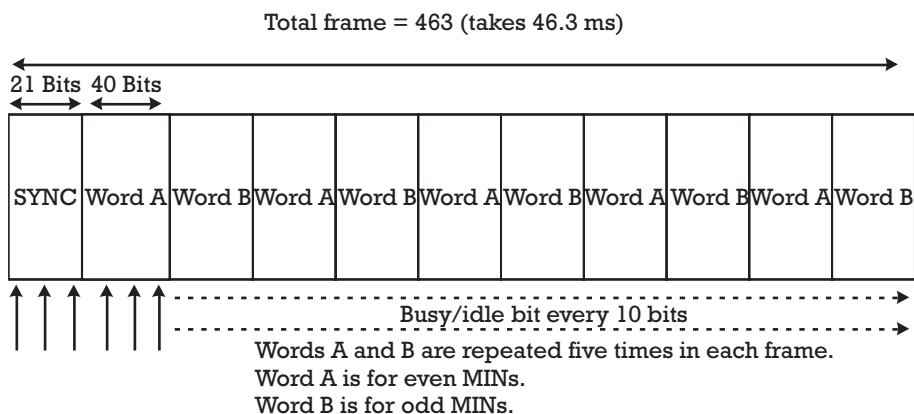 Total frame = 463 (takes 46.3 ms)
21 Bits 40 Bits
SYNC Word A Word B Word A Word B Word A Word B Word A Word B Word A Word B
Busy/idle bit every 10 bits
Words A and B are repeated five times in each frame.
Word A is for even MINs.
Word B is for odd MINs.